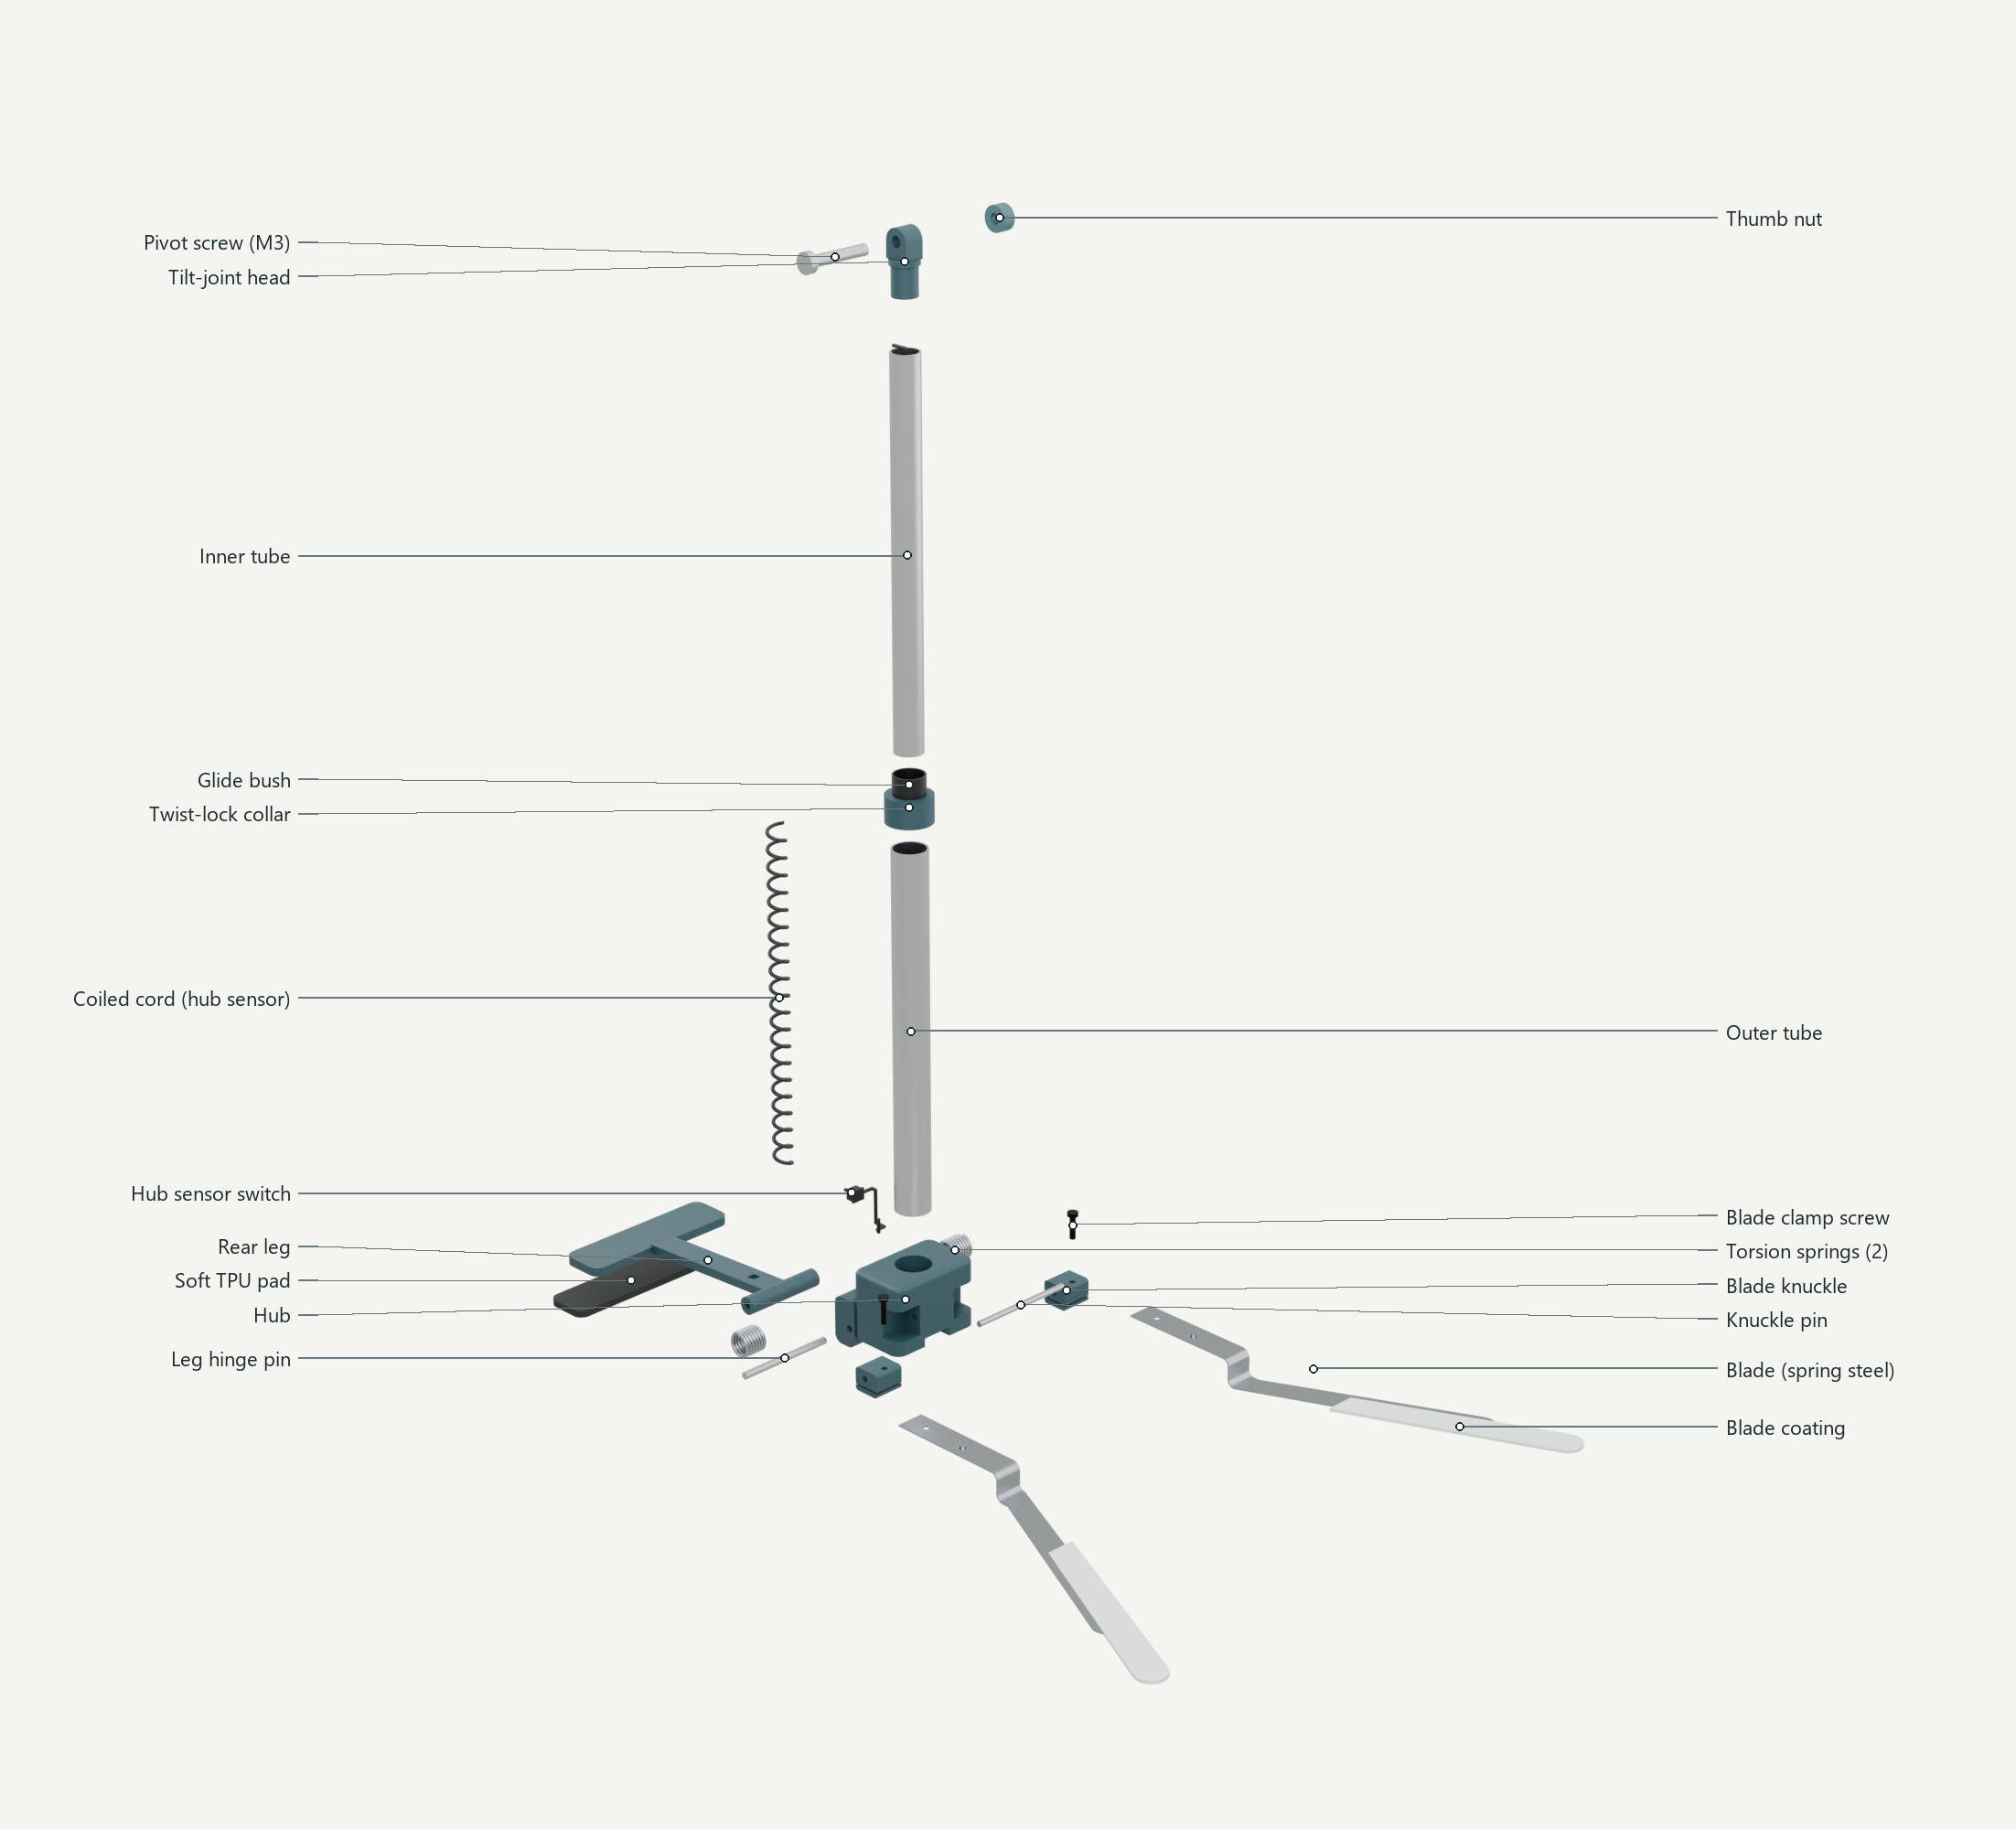 Thumb nut
Pivot screw (M3)
Tilt-joint head
Inner tube
Glide bush
Twist-lock collar
Coiled cord (hub sensor)
Outer tube
Hub sensor switch
Blade clamp screw
Rear leg
Torsion springs (2)
Soft TPU pad
Blade knuckle
Hub
Knuckle pin
Leg hinge pin
Blade (spring steel)
Blade coating